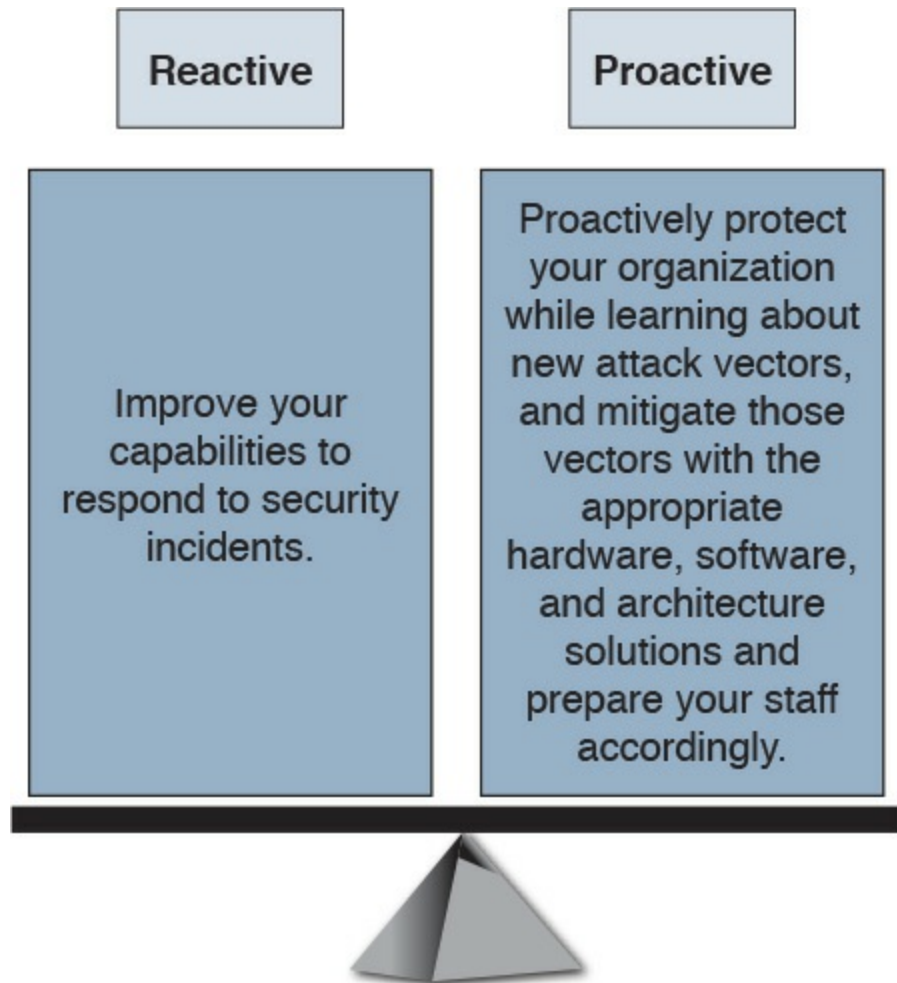 Reactive
Proactive
Improve your
capabilities to
respond to security
incidents.
Proactively protect
your organization
while learning about
new attack vectors,
and mitigate those
vectors with the
appropriate
hardware, software,
and architecture
solutions and
prepare your staff
accordingly.